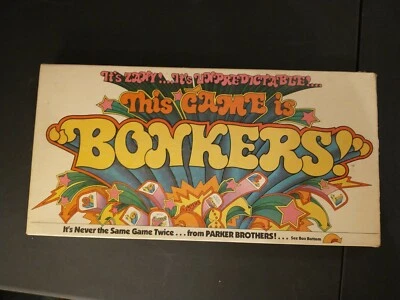 It's ZANY!...It's UNPREDICTABLE!...
This GAME is
"BONKERS!"
It's Never the Same Game Twice . . . from PARKER BROTHERS! . . . See Box Bottom